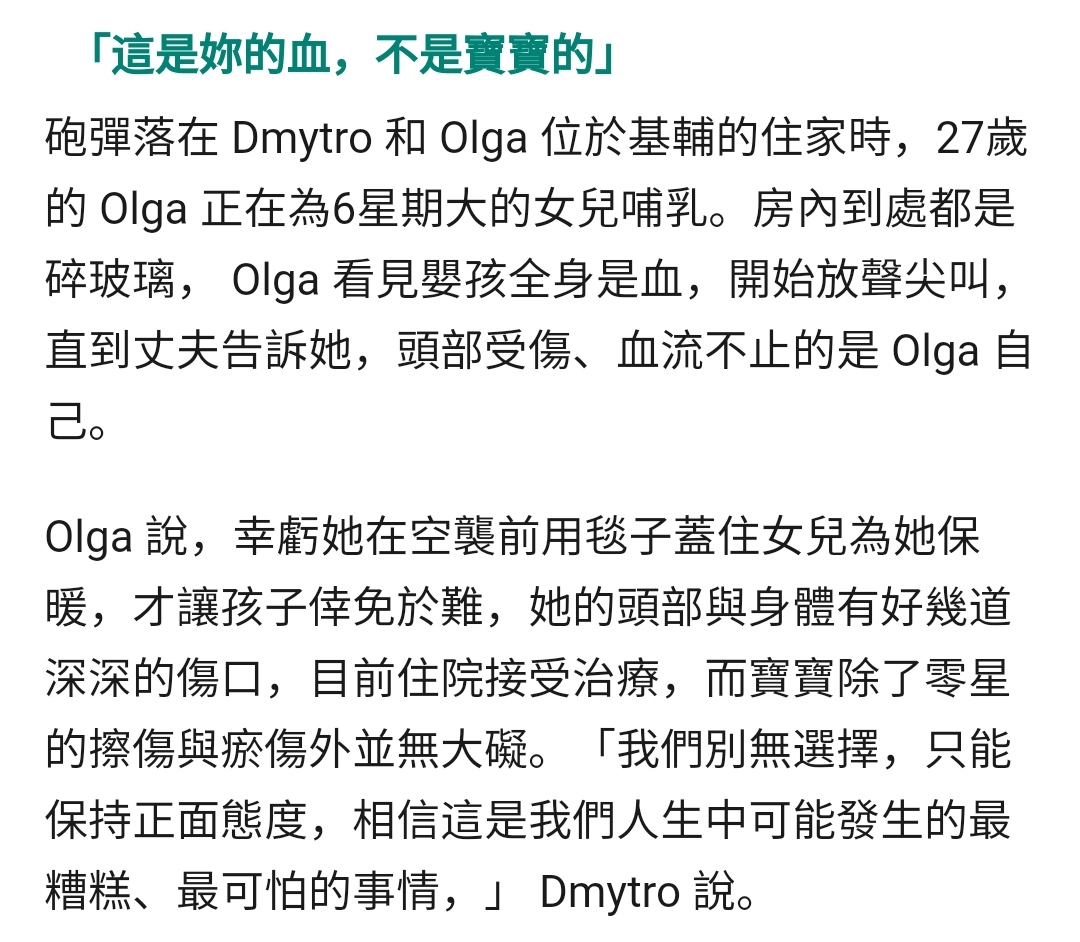 「這是妳的血，不是寶寶的」
砲彈落在 Dmytro 和 Olga 位於基輔的住家時，27歲
的 Olga 正在為6星期大的女兒哺乳。房內到處都是
碎玻璃， Olga 看見嬰孩全身是血，開始放聲尖叫，
直到丈夫告訴她，頭部受傷、血流不止的是 Olga 自
己。
Olga 說，幸虧她在空襲前用毯子蓋住女兒為她保
暖，才讓孩子倖免於難，她的頭部與身體有好幾道
深深的傷口，目前住院接受治療，而寶寶除了零星
的擦傷與瘀傷外並無大礙。「我們別無選擇，只能
保持正面態度，相信這是我們人生中可能發生的最
糟糕、最可怕的事情，」 Dmytro 說。